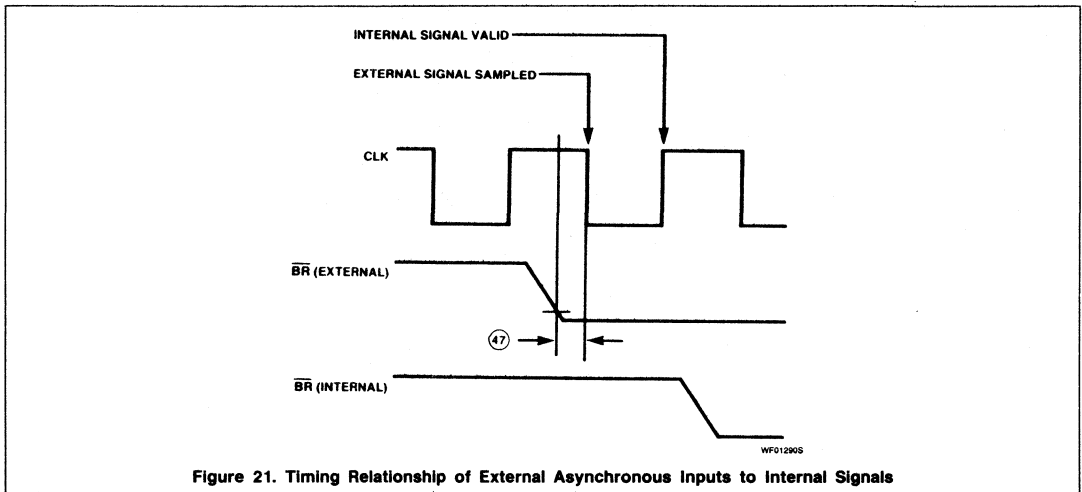 INTERNAL SIGNAL VALID
EXTERNAL SIGNAL SAMPLED
CLK
BR (EXTERNAL)
47
BR (INTERNAL)
WF01290S
Figure 21. Timing Relationship of External Asynchronous Inputs to Internal Signals